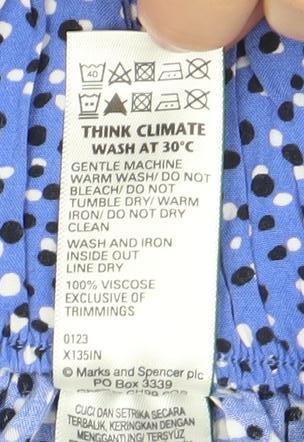 40
THINK CLIMATE
WASH AT 30°C
GENTLE MACHINE
WARM WASH/ DO NOT
BLEACH/ DO NOT
TUMBLE DRY/ WARM
IRON/ DO NOT DRY
CLEAN
WASH AND IRON
INSIDE OUT
LINE DRY
100% VISCOSE
EXCLUSIVE OF
TRIMMINGS
0123
X135IN
© Marks and Spencer plc
PO Box 3339
CUCI DAN SETRIKA SECARA
TERBALIK, KERINGKAN DENGAN
MENGGANTUNG/ TERSYUZ